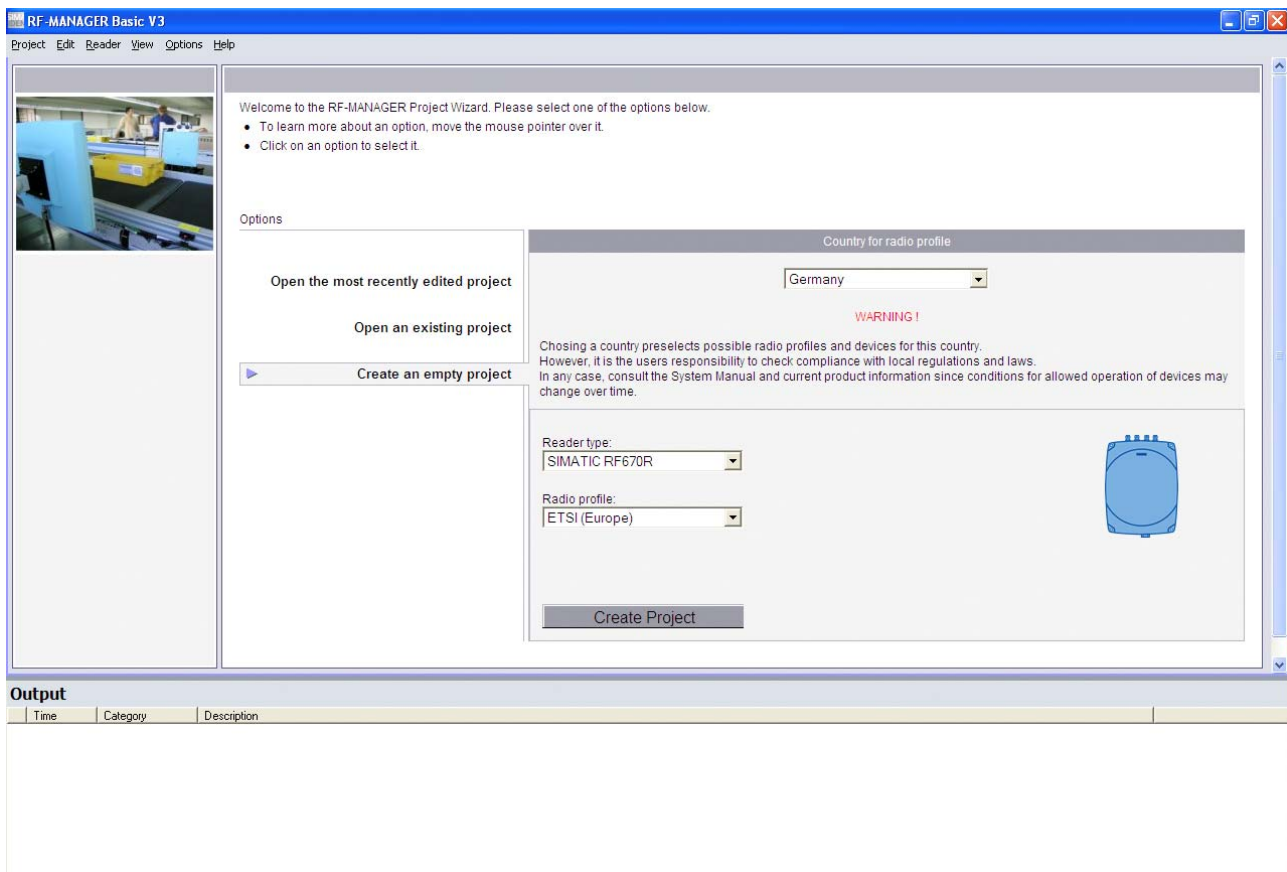 RF-MANAGER Basic V3
Project Edit Reader View Options Help
Welcome to the RF-MANAGER Project Wizard. Please select one of the options below.
• To learn more about an option, move the mouse pointer over it.
• Click on an option to select it.
Options
Open the most recently edited project
Open an existing project
Create an empty project
Country for radio profile
Germany
WARNING !
Chosing a country preselects possible radio profiles and devices for this country.
However, it is the users responsibility to check compliance with local regulations and laws.
In any case, consult the System Manual and current product information since conditions for allowed operation of devices may
change over time.
Reader type:
SIMATIC RF670R
Radio profile:
ETSI (Europe)
Create Project
Output
Time Category Description